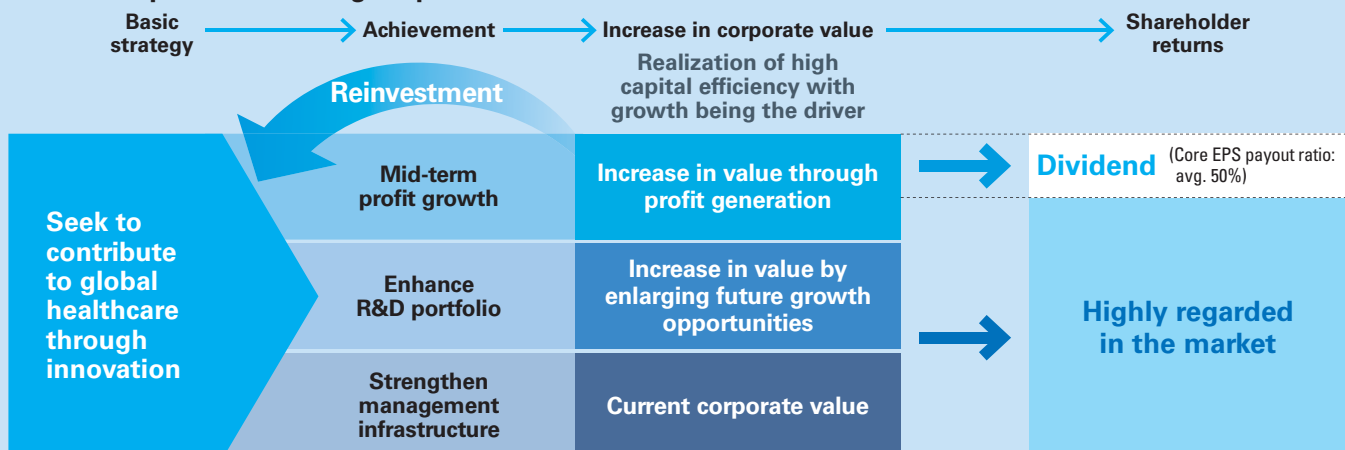 Basic
strategy
Achievement
Increase in corporate value
Shareholder
returns
Realization of high
capital efficiency with
growth being the driver
Reinvestment
Seek to
contribute
to global
healthcare
through
innovation
Mid-term
profit growth
Increase in value through
profit generation
Dividend
(Core EPS payout ratio:
avg. 50%)
Enhance
R&D portfolio
Increase in value by
enlarging future growth
opportunities
Highly regarded
in the market
Strengthen
management
infrastructure
Current corporate value